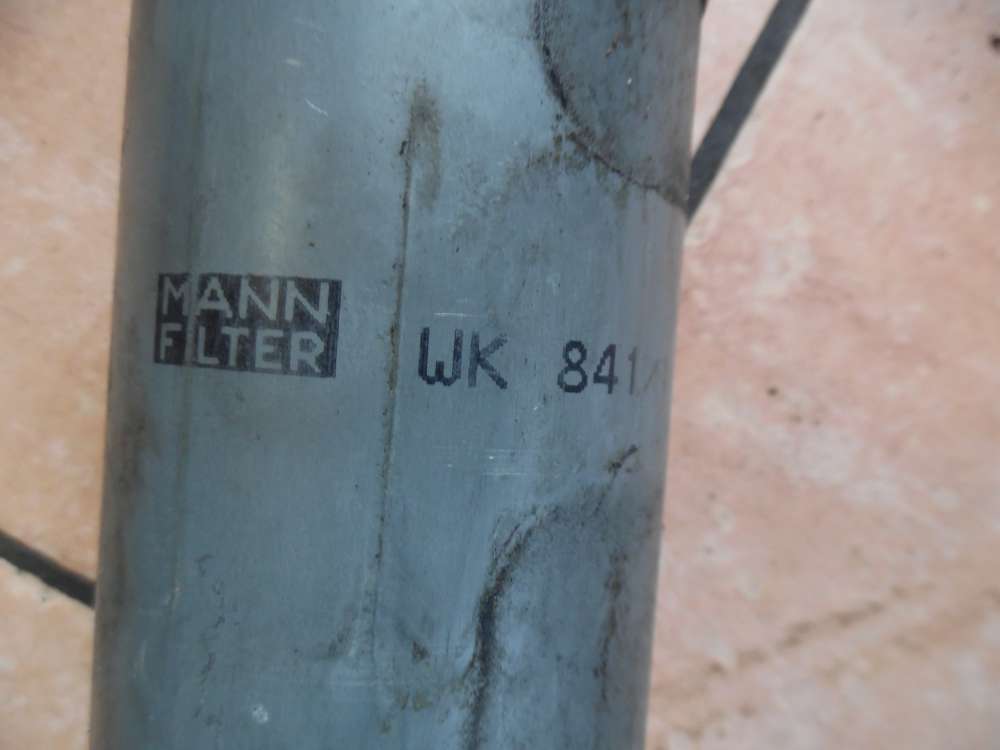 MANN
FILTER
WK 841/